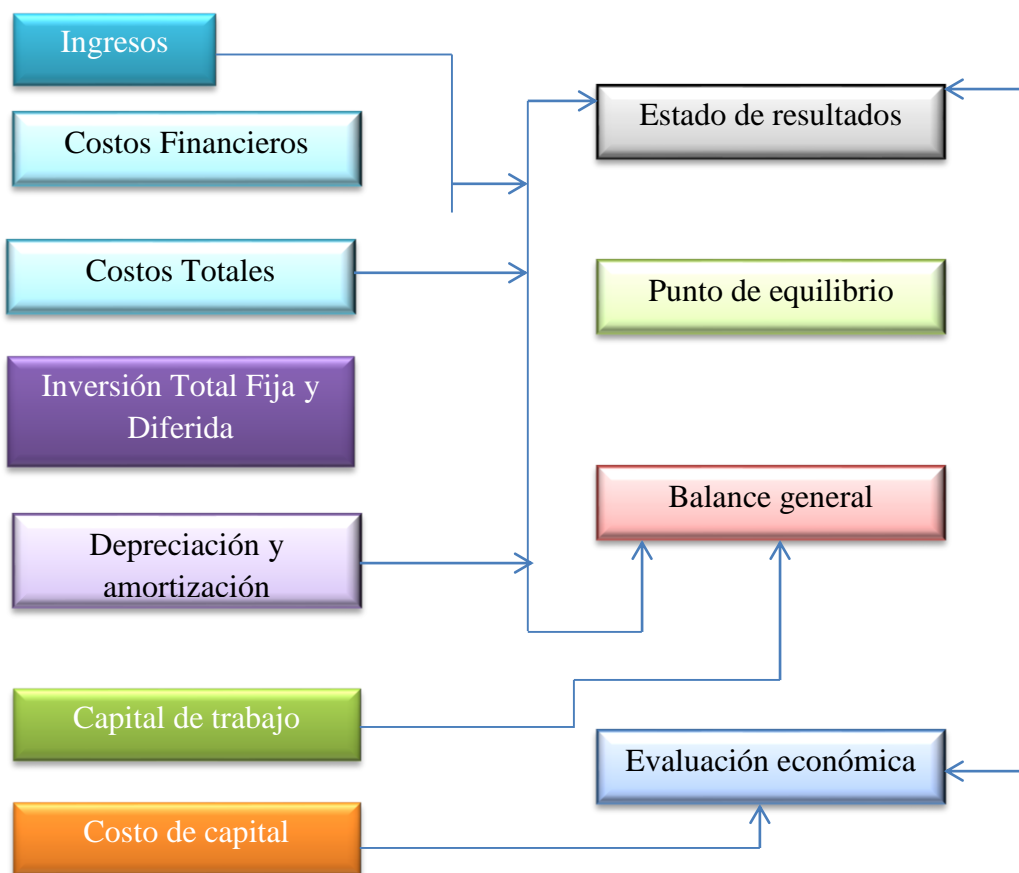 Ingresos
Costos Financieros
Costos Totales
Inversión Total Fija y
Diferida
Depreciación y
amortización
Capital de trabajo
Costo de capital
Estado de resultados
Punto de equilibrio
Balance general
Evaluación económica